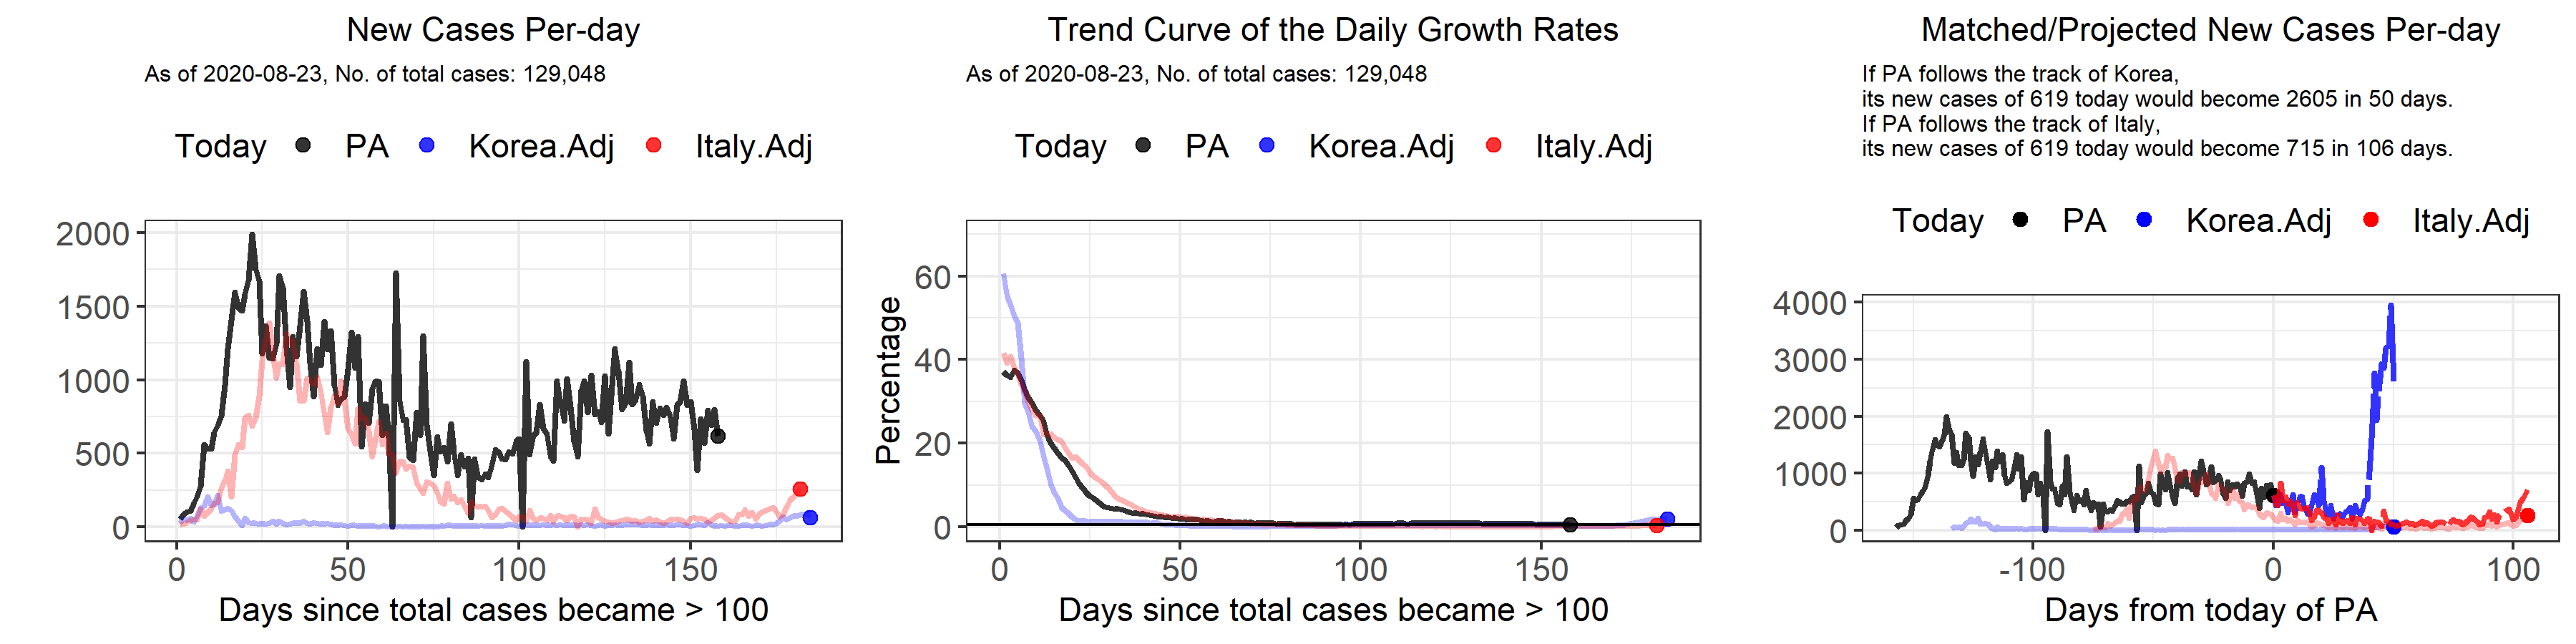 New Cases Per-day
As of 2020-08-23, No. of total cases: 129,048
Today PA Korea.Adj Italy.Adj
2000
1500
1000
500
0
0 50 100 150
Days since total cases became > 100
Trend Curve of the Daily Growth Rates
As of 2020-08-23, No. of total cases: 129,048
Today PA Korea.Adj Italy.Adj
Percentage
60
40
20
0
0 50 100 150
Days since total cases became > 100
Matched/Projected New Cases Per-day
If PA follows the track of Korea,
its new cases of 619 today would become 2605 in 50 days.
If PA follows the track of Italy,
its new cases of 619 today would become 715 in 106 days.
Today PA Korea.Adj Italy.Adj
4000
3000
2000
1000
0
-100 0 100
Days from today of PA